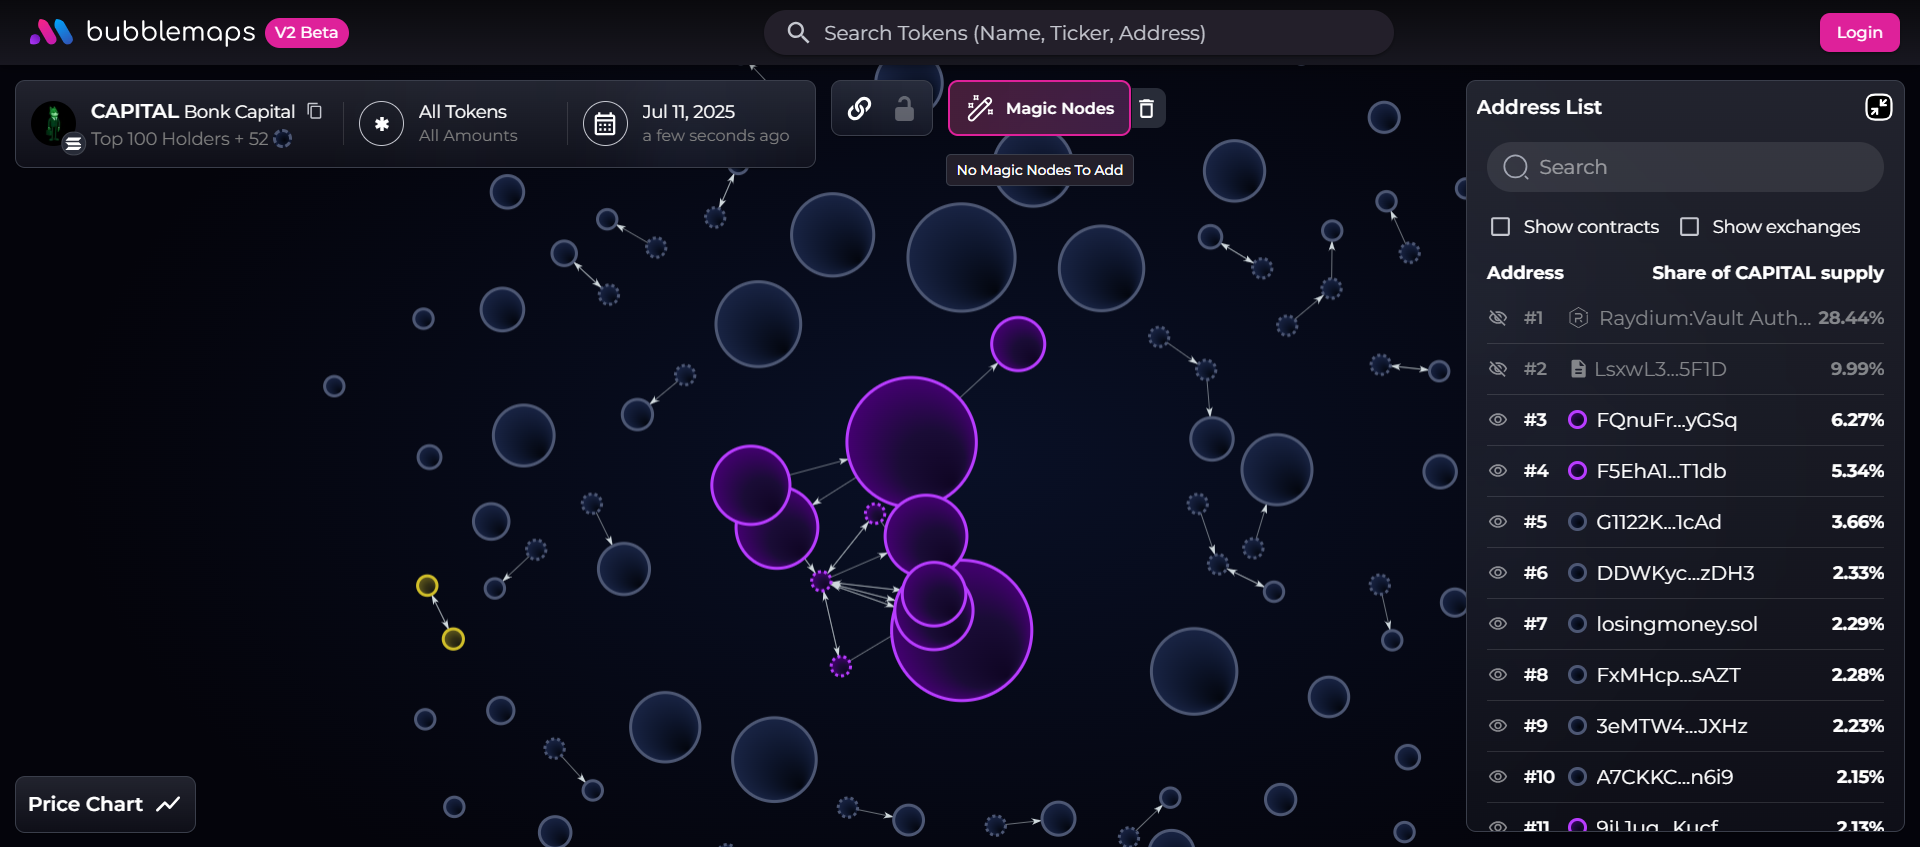 bubblemaps V2 Beta
Search Tokens (Name, Ticker, Address)
Login
CAPITAL Bonk Capital
Top 100 Holders + 52
All Tokens
All Amounts
Jul 11, 2025
a few seconds ago
Magic Nodes
No Magic Nodes To Add
Address List
Search
Show contracts
Show exchanges
Address Share of CAPITAL supply
#1 Raydium:Vault Auth... 28.44%
#2 LsxwL3...5F1D 9.99%
#3 FQnuFr...yGSq 6.27%
#4 F5EhA1...T1db 5.34%
#5 G1122K...1cAd 3.66%
#6 DDWKyc...zDH3 2.33%
#7 losingmoney.sol 2.29%
#8 FxMHcp...sAZT 2.28%
#9 3eMTW4...JXHz 2.23%
#10 A7CKKC...n6i9 2.15%
#11 2.13%
Price Chart